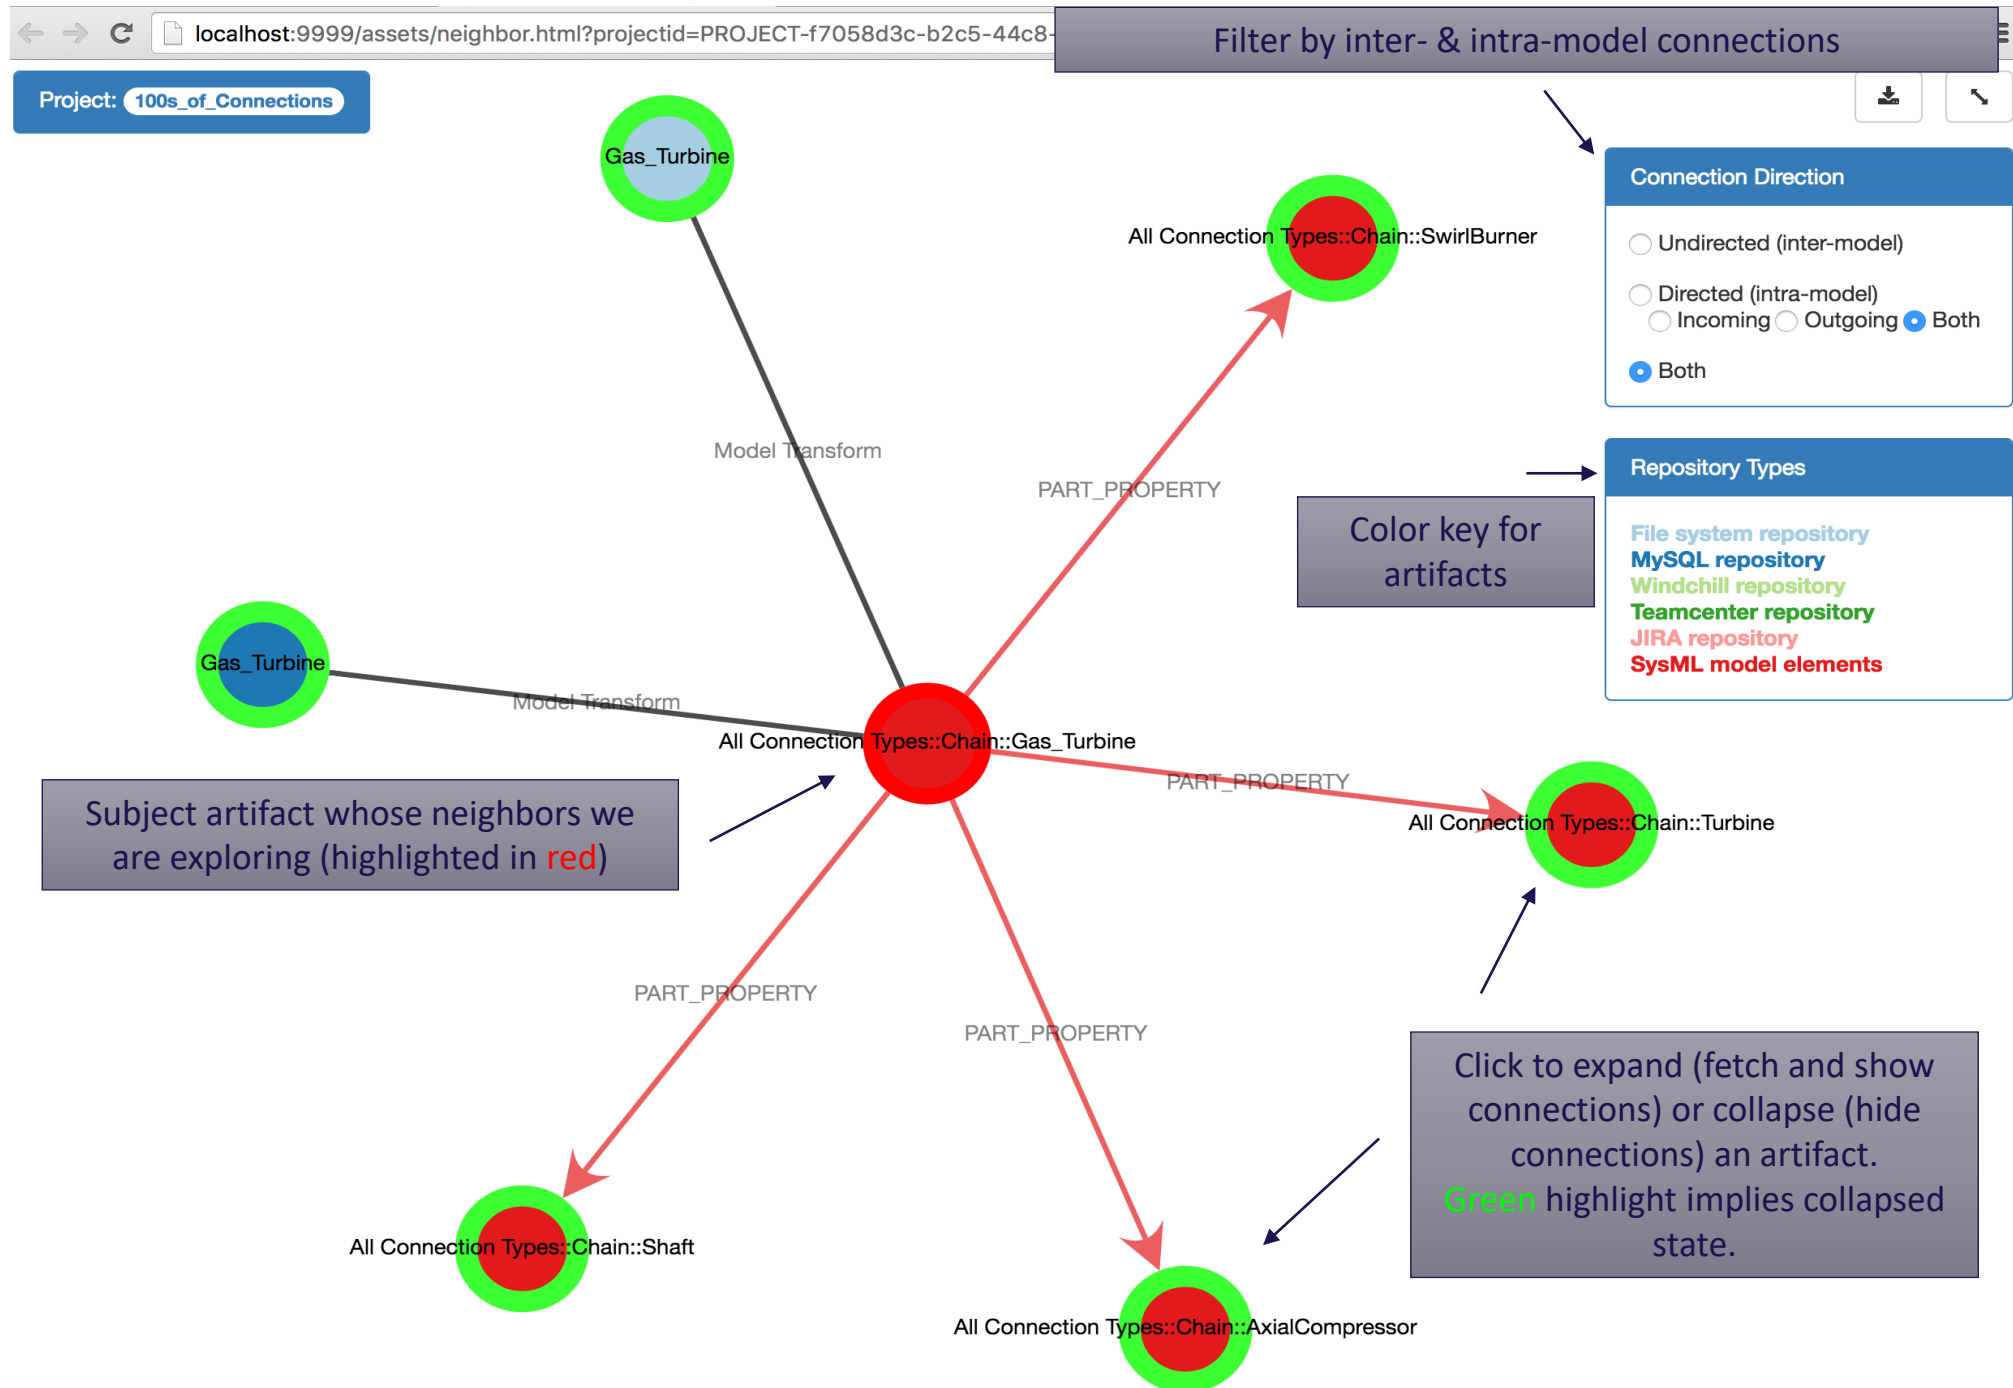 localhost:9999/assets/neighbor.html?projectid=PROJECT-f7058d3c-b2c5-44c8-
Filter by inter- & intra-model connections
Project: 100s_of_Connections
Gas_Turbine
All Connection Types::Chain::SwirlBurner
Connection Direction
Undirected (inter-model)
Directed (intra-model)
Incoming Outgoing Both
Both
Model Transform
PART_PROPERTY
Color key for
artifacts
Repository Types
File system repository
MySQL repository
Windchill repository
Teamcenter repository
JIRA repository
SysML model elements
Gas_Turbine
Model Transform
All Connection Types::Chain::Gas_Turbine
PART_PROPERTY
All Connection Types::Chain::Turbine
Subject artifact whose neighbors we
are exploring (highlighted in red)
PART_PROPERTY
PART_PROPERTY
Click to expand (fetch and show
connections) or collapse (hide
connections) an artifact.
Green highlight implies collapsed
state.
All Connection Types::Chain::Shaft
All Connection Types::Chain::AxialCompressor